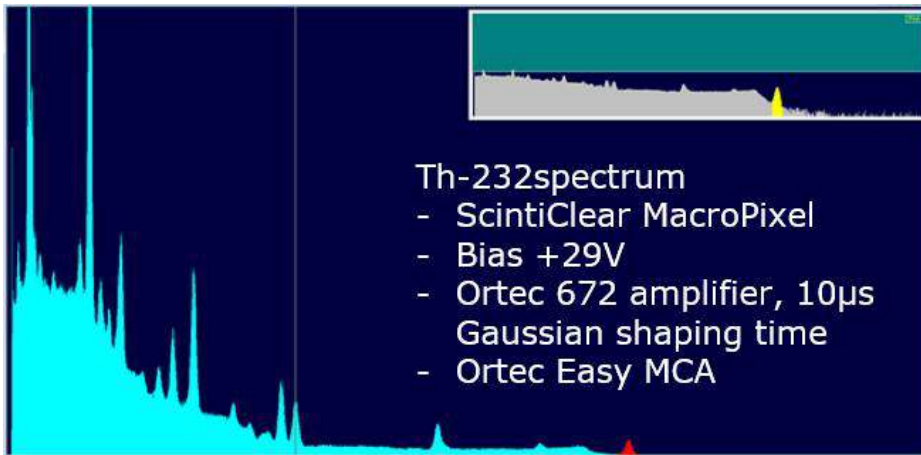 Th-232spectrum
- ScintiClear MacroPixel
- Bias +29V
- Ortec 672 amplifier, 10µs
Gaussian shaping time
- Ortec Easy MCA